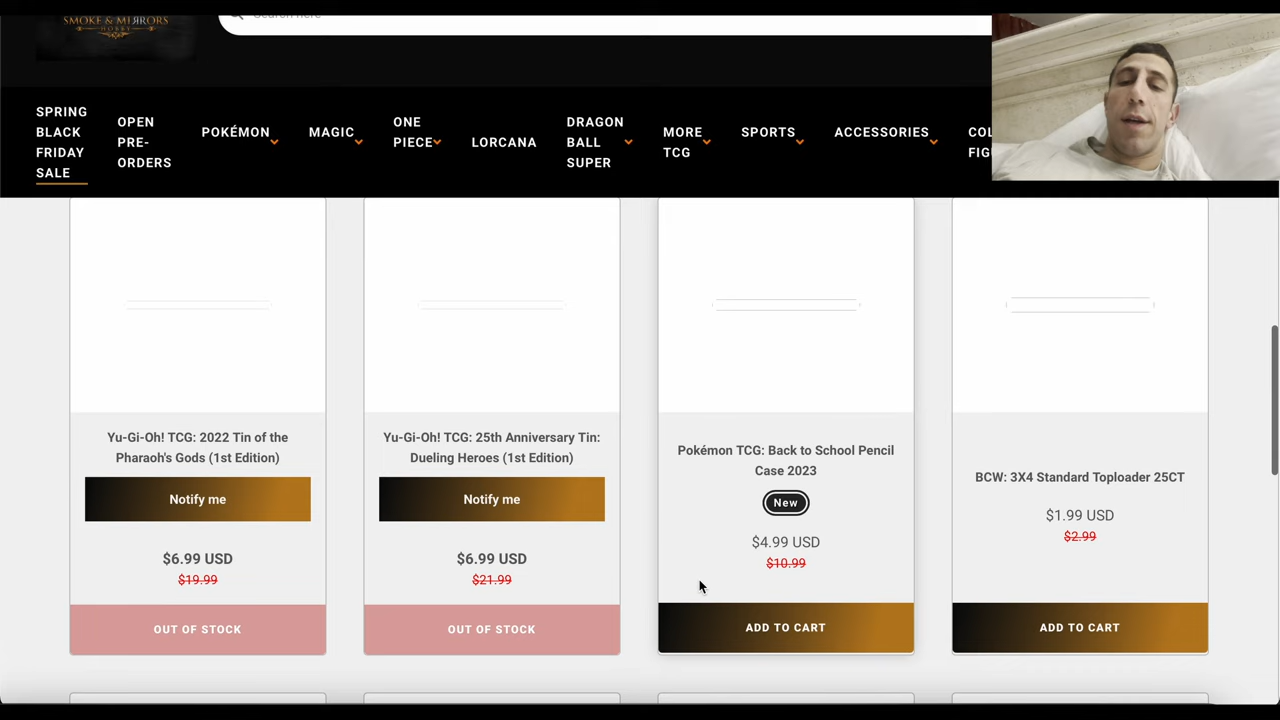 SMOKE & MIRRORS
HOBBY
Search here
SPRING
BLACK
FRIDAY
SALE
OPEN
PRE-
ORDERS
POKÉMON
MAGIC
ONE
PIECE
LORCANA
DRAGON
BALL
SUPER
MORE
TCG
SPORTS
ACCESSORIES
COL
FIG
Yu-Gi-Oh! TCG: 2022 Tin of the
Pharaoh's Gods (1st Edition)
Notify me
$6.99 USD
$19.99
OUT OF STOCK
Yu-Gi-Oh! TCG: 25th Anniversary Tin:
Dueling Heroes (1st Edition)
Notify me
$6.99 USD
$21.99
OUT OF STOCK
Pokémon TCG: Back to School Pencil
Case 2023
New
$4.99 USD
$10.99
ADD TO CART
BCW: 3X4 Standard Toploader 25CT
$1.99 USD
$2.99
ADD TO CART